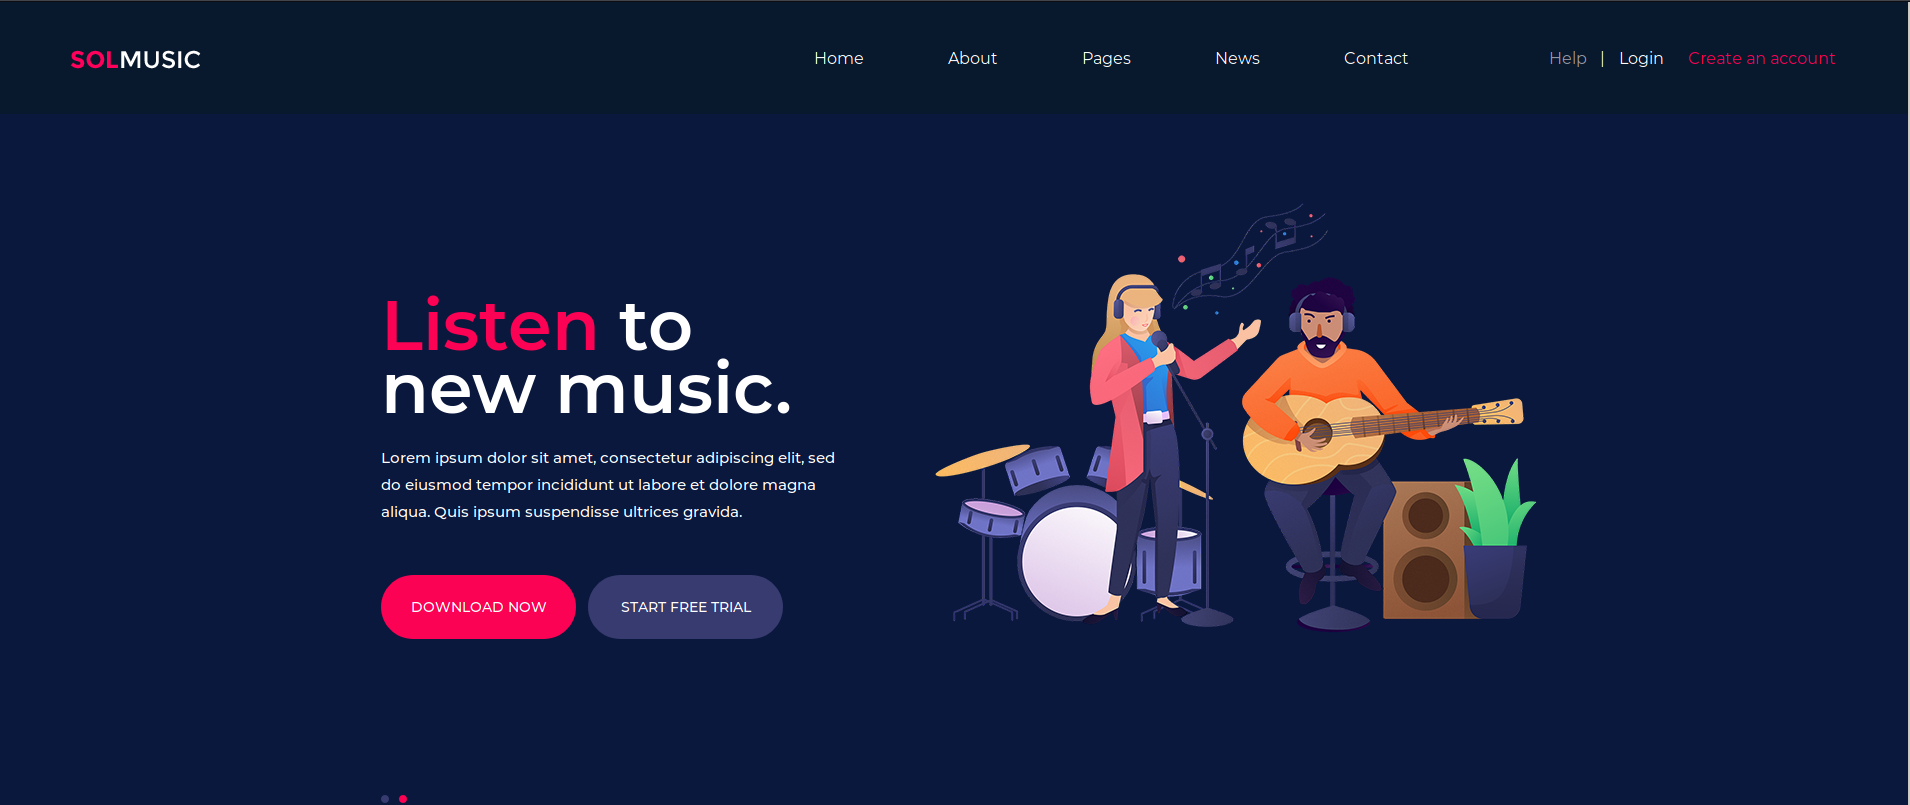 SOLMUSIC
Home About Pages News Contact Help | Login Create an account
Listen to
new music.
Lorem ipsum dolor sit amet, consectetur adipiscing elit, sed
do eiusmod tempor incididunt ut labore et dolore magna
aliqua. Quis ipsum suspendisse ultrices gravida.
DOWNLOAD NOW START FREE TRIAL